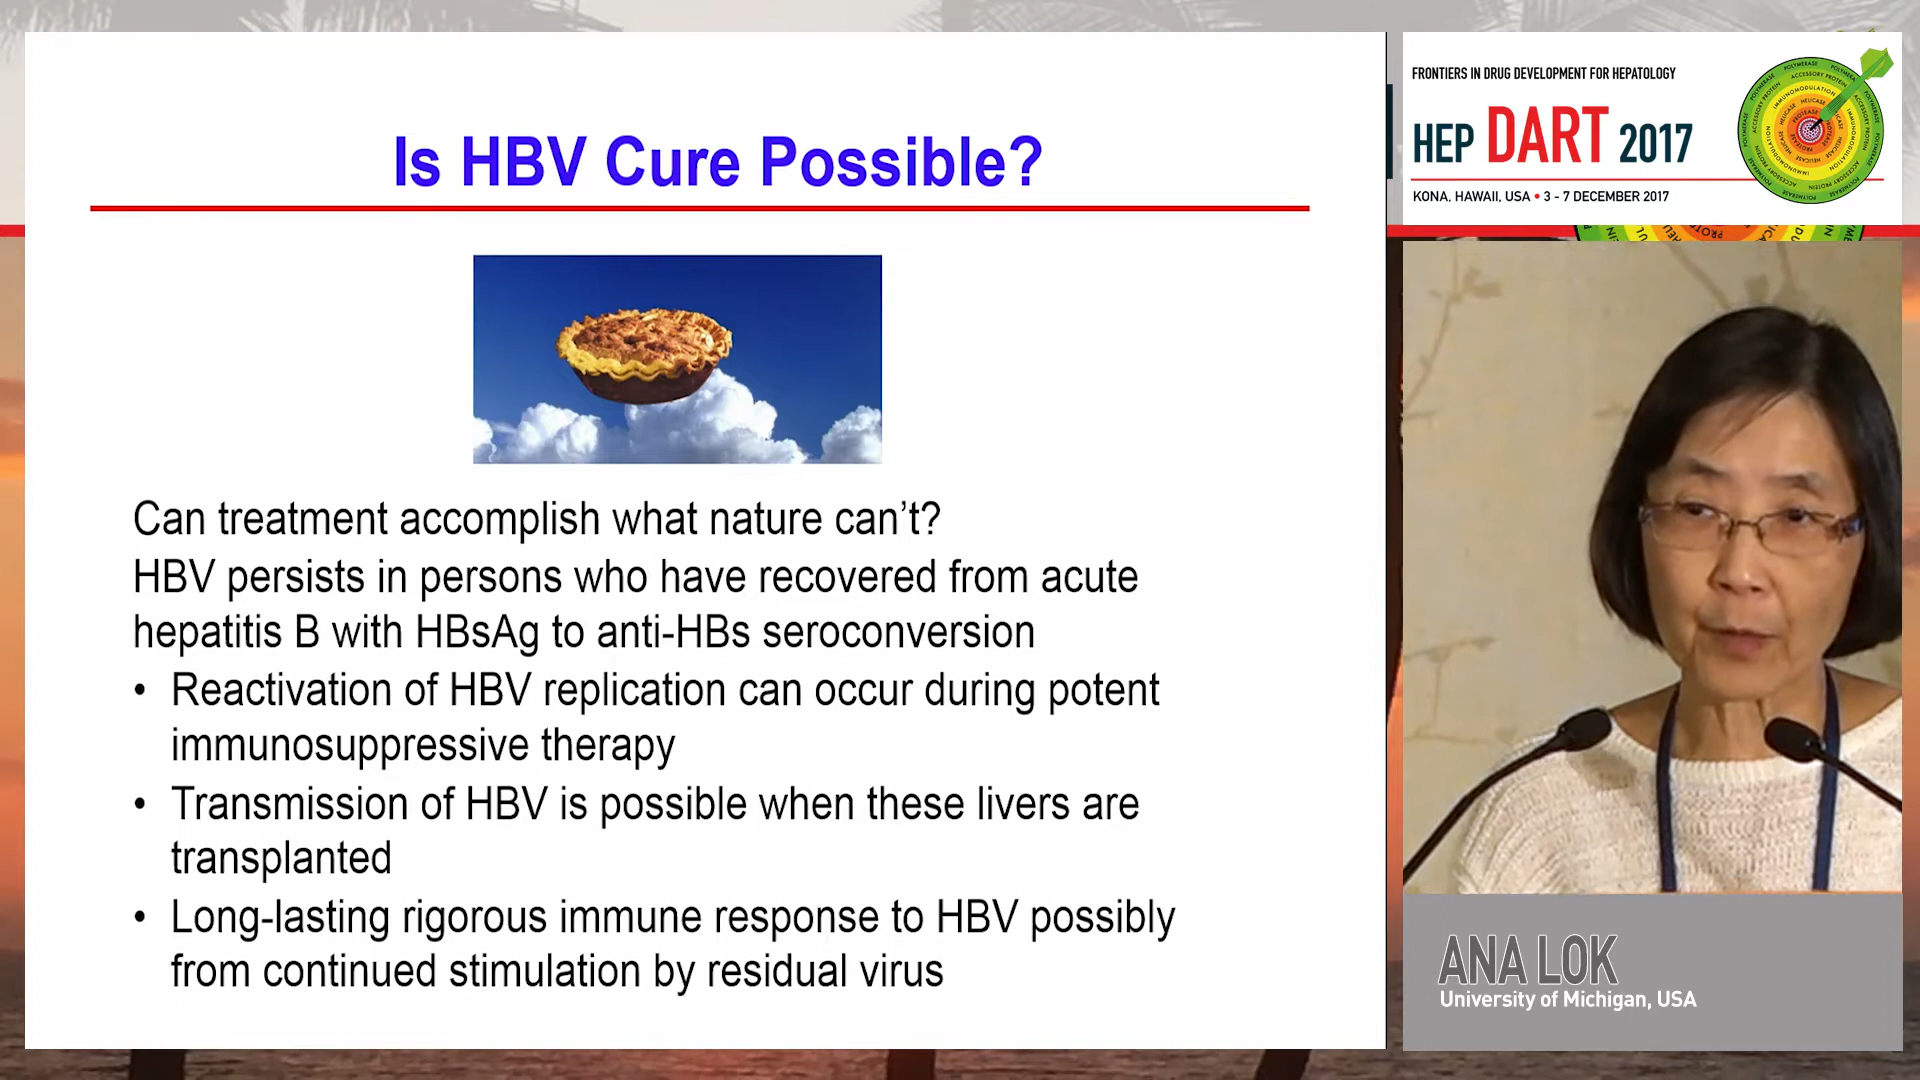 Is HBV Cure Possible?
Can treatment accomplish what nature can’t?
HBV persists in persons who have recovered from acute
hepatitis B with HBsAg to anti-HBs seroconversion
• Reactivation of HBV replication can occur during potent
immunosuppressive therapy
• Transmission of HBV is possible when these livers are
transplanted
• Long-lasting rigorous immune response to HBV possibly
from continued stimulation by residual virus
FRONTIERS IN DRUG DEVELOPMENT FOR HEPATOLOGY
HEP DART 2017
KONA, HAWAII, USA • 3 - 7 DECEMBER 2017
ANA LOK
University of Michigan, USA